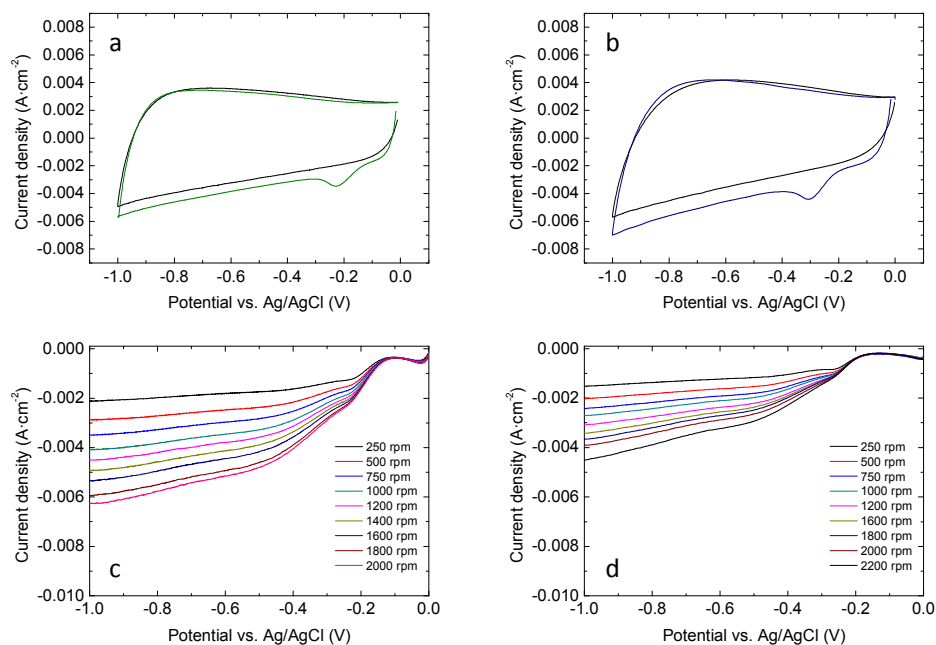 a
0.008
0.006
0.004
0.002
0.000
-0.002
-0.004
-0.006
-0.008
Current density (A·cm⁻²)
-1.0 -0.8 -0.6 -0.4 -0.2 0.0
Potential vs. Ag/AgCl (V)
b
0.008
0.006
0.004
0.002
0.000
-0.002
-0.004
-0.006
-0.008
Current density (A·cm⁻²)
-1.0 -0.8 -0.6 -0.4 -0.2 0.0
Potential vs. Ag/AgCl (V)
0.000
-0.002
-0.004
-0.006
-0.008
-0.010
Current density (A·cm⁻²)
250 rpm
500 rpm
750 rpm
1000 rpm
1200 rpm
1400 rpm
1600 rpm
1800 rpm
2000 rpm
c
-1.0 -0.8 -0.6 -0.4 -0.2 0.0
Potential vs. Ag/AgCl (V)
0.000
-0.002
-0.004
-0.006
-0.008
-0.010
Current density (A·cm⁻²)
250 rpm
500 rpm
750 rpm
1000 rpm
1200 rpm
1600 rpm
1800 rpm
2000 rpm
2200 rpm
d
-1.0 -0.8 -0.6 -0.4 -0.2 0.0
Potential vs. Ag/AgCl (V)